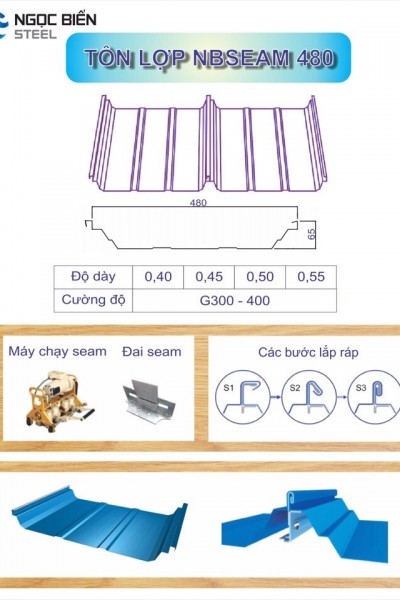 NGỌC BIỂN
STEEL
TÔN LỢP NBSEAM 480
480
65
Độ dày 0,40 0,45 0,50 0,55
Cường độ G300 - 400
Máy chạy seam Đai seam Các bước lắp ráp
S1 S2 S3